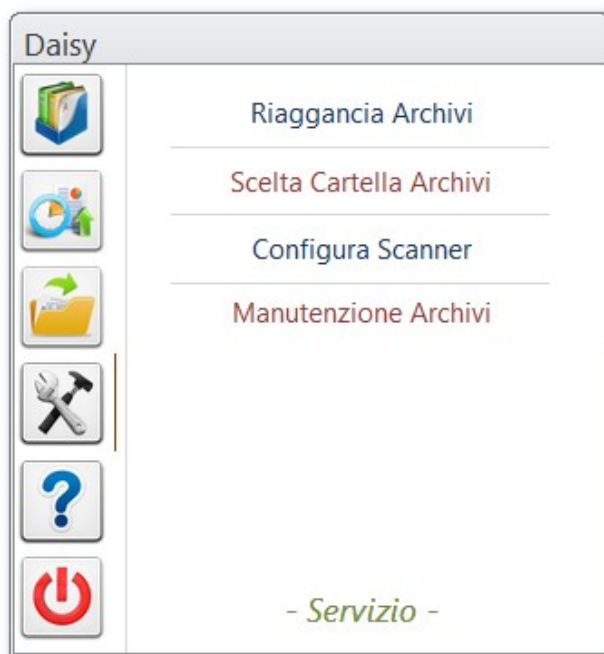 Daisy
Riaggancia Archivi
Scelta Cartella Archivi
Configura Scanner
Manutenzione Archivi
- Servizio -